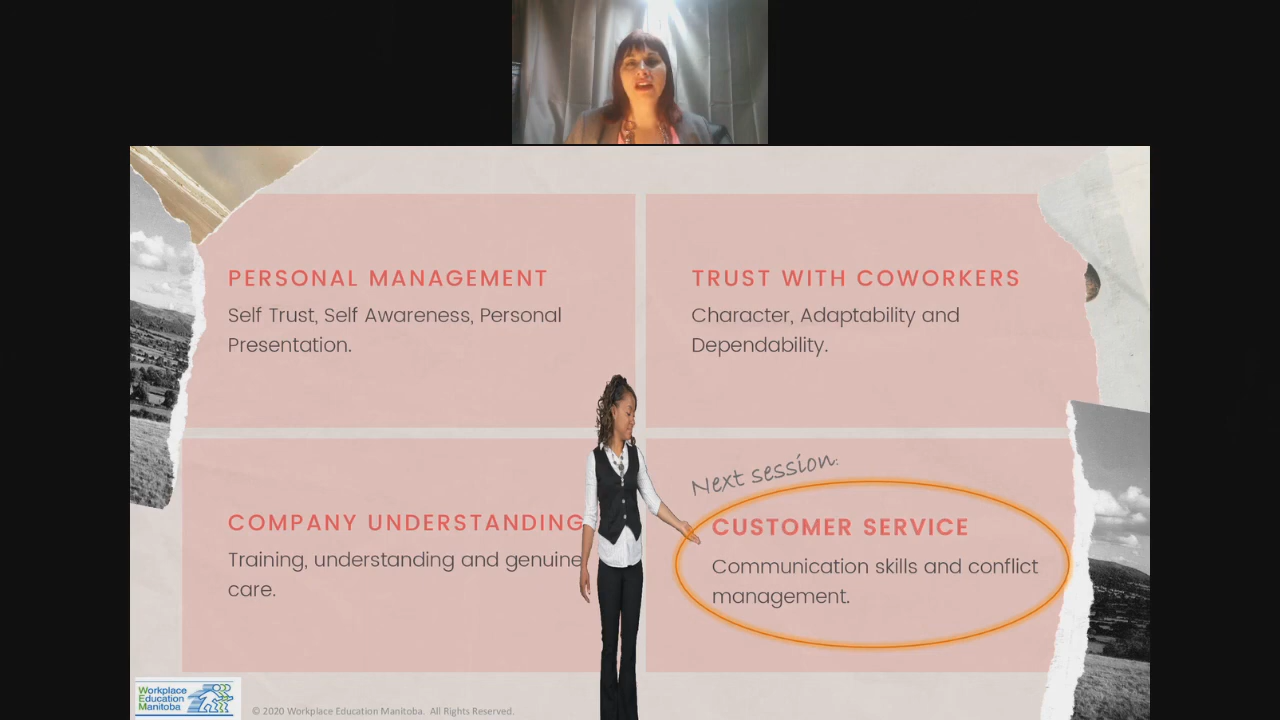 PERSONAL MANAGEMENT
Self Trust, Self Awareness, Personal
Presentation.
TRUST WITH COWORKERS
Character, Adaptability and
Dependability.
COMPANY UNDERSTANDING
Training, understanding and genuine
care.
Next session:
CUSTOMER SERVICE
Communication skills and conflict
management.
Workplace
Education
Manitoba
© 2020 Workplace Education Manitoba. All Rights Reserved.